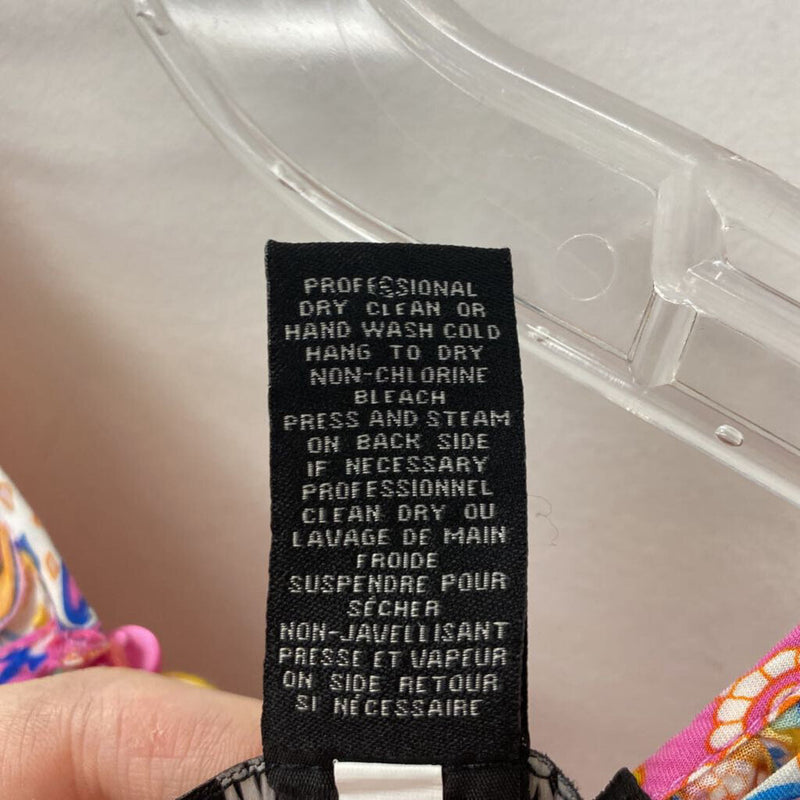 PROFESSIONAL
DRY CLEAN OR
HAND WASH COLD
HANG TO DRY
NON-CHLORINE
BLEACH
PRESS AND STEAM
ON BACK SIDE
IF NECESSARY
PROFESSIONNEL
CLEAN DRY OU
LAVAGE DE MAIN
FROIDE
SUSPENDRE POUR
SÉCHER
NON-JAVELLISANT
PRESSE ET VAPEUR
ON SIDE RETOUR
SI NÉCESSAIRE